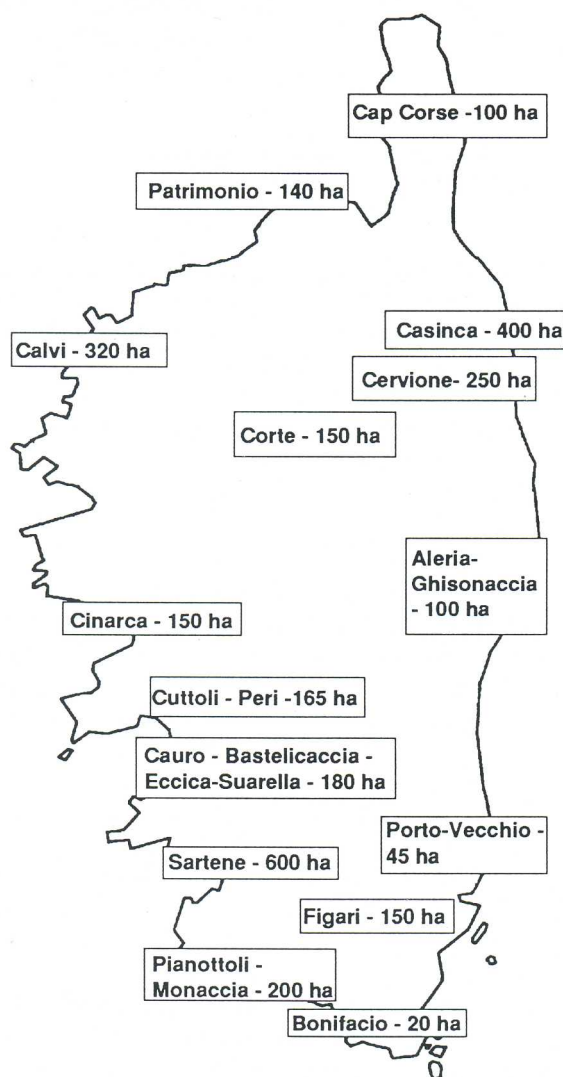 Cap Corse -100 ha
Patrimonio - 140 ha
Casinca - 400 ha
Calvi - 320 ha
Cervione- 250 ha
Corte - 150 ha
Aleria-
Ghisonaccia
- 100 ha
Cinarca - 150 ha
Cuttoli - Peri -165 ha
Cauro - Bastelicaccia -
Eccica-Suarella - 180 ha
Porto-Vecchio -
45 ha
Sartene - 600 ha
Figari - 150 ha
Pianottoli -
Monaccia - 200 ha
Bonifacio - 20 ha